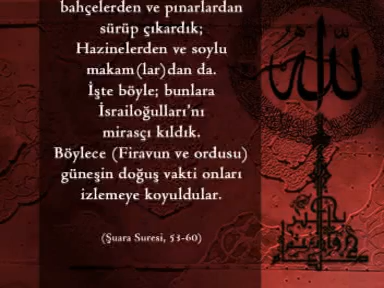 bahçelerden ve pınarlardan
sürüp çıkardık;
Hazinelerden ve soylu
makam(lar)dan da.
İşte böyle; bunlara
İsrailoğulları'nı
mirasçı kıldık.
Böylece (Firavun ve ordusu)
güneşin doğuş vakti onları
izlemeye koyuldular.
(Şuara Suresi, 53-60)
الله